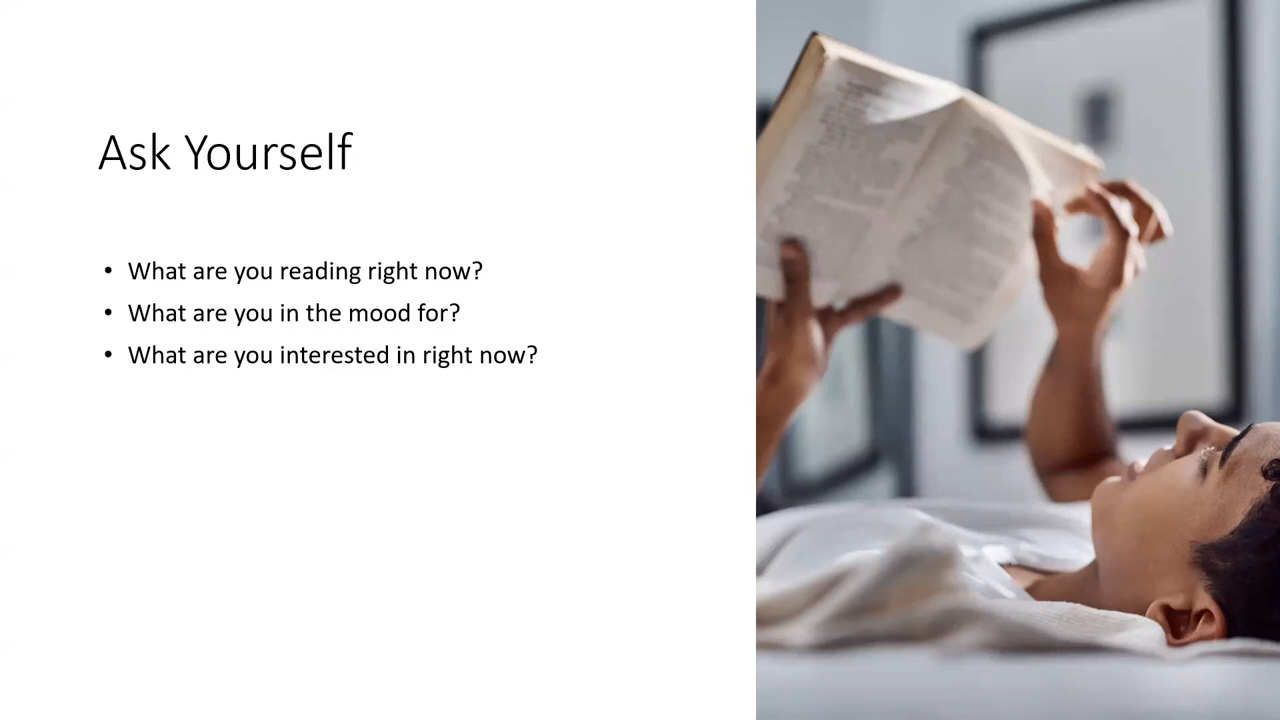 Ask Yourself
• What are you reading right now?
• What are you in the mood for?
• What are you interested in right now?